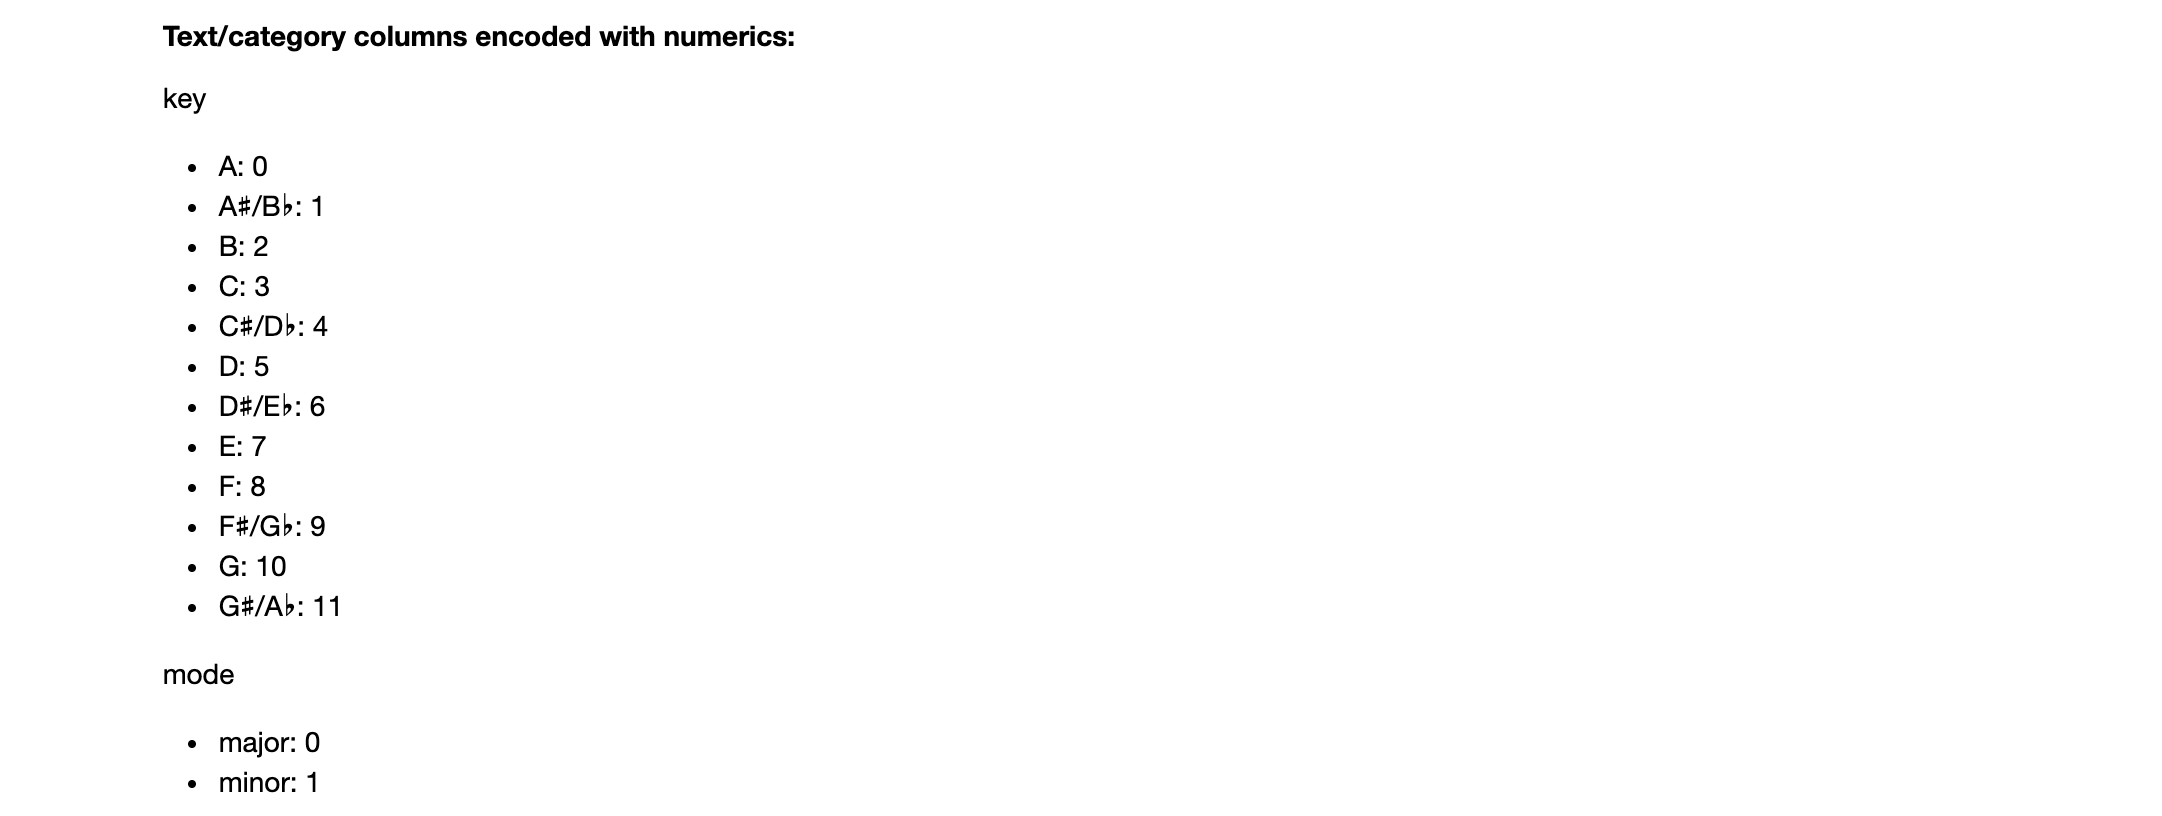 Text/category columns encoded with numerics:
key
• A: 0
• A♯/B♭: 1
• B: 2
• C: 3
• C♯/D♭: 4
• D: 5
• D♯/E♭: 6
• E: 7
• F: 8
• F♯/G♭: 9
• G: 10
• G♯/A♭: 11
mode
• major: 0
• minor: 1